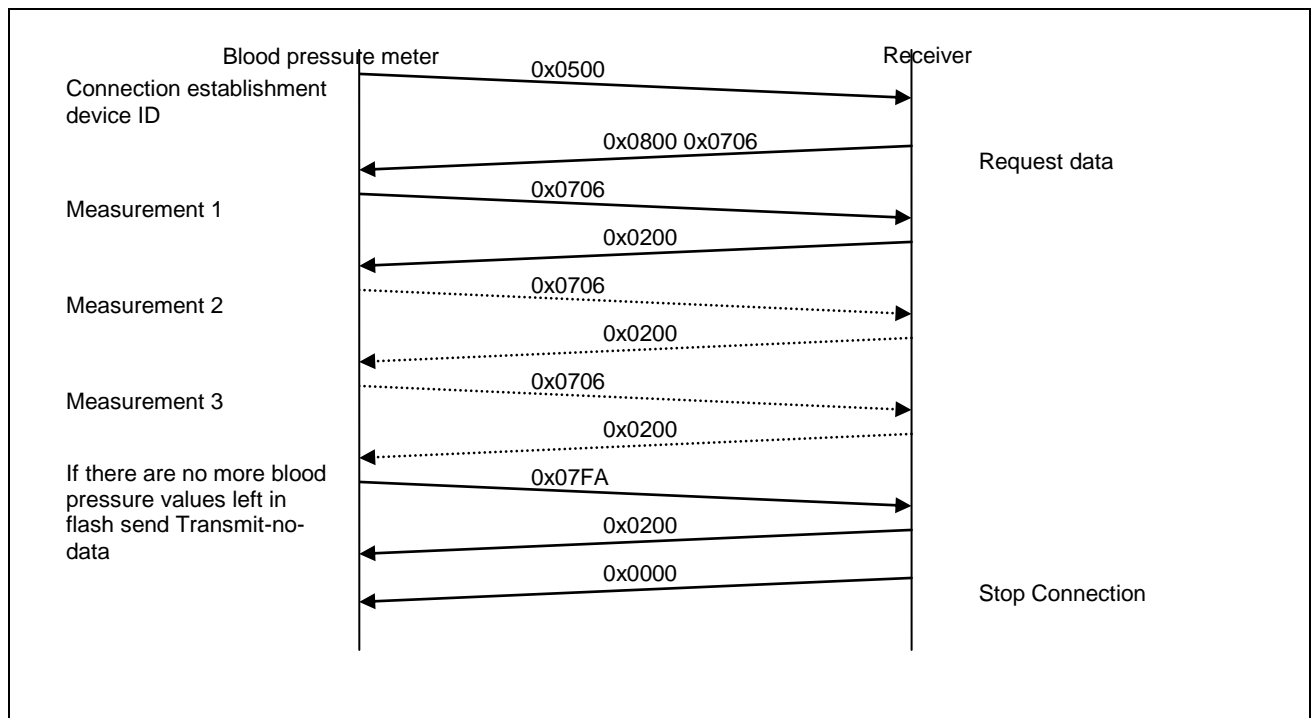 Blood pressure meter
Receiver
0x0500
Connection establishment
device ID
0x0800 0x0706
Request data
0x0706
Measurement 1
0x0200
0x0706
Measurement 2
0x0200
0x0706
Measurement 3
0x0200
If there are no more blood
pressure values left in
flash send Transmit-no-
data
0x07FA
0x0200
0x0000
Stop Connection